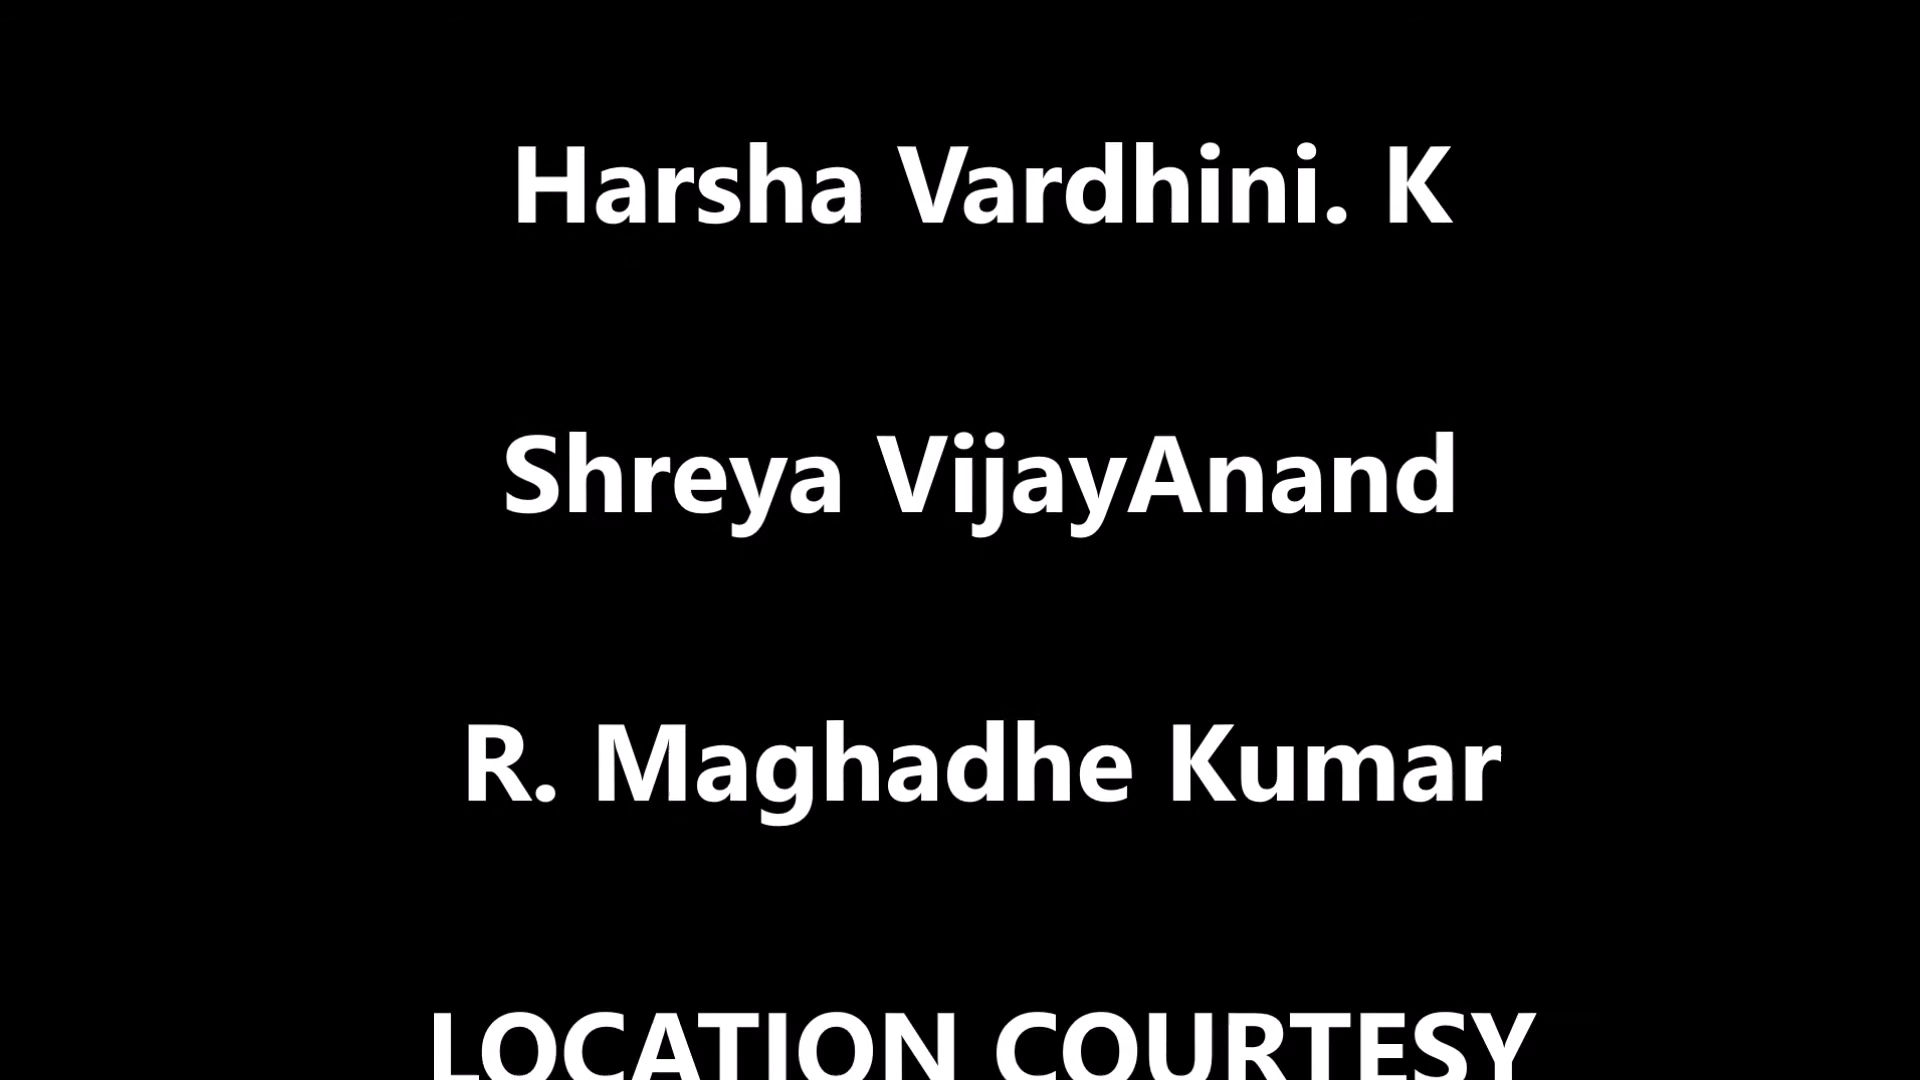 Harsha Vardhini. K
Shreya VijayAnand
R. Maghadhe Kumar
LOCATION COURTESY